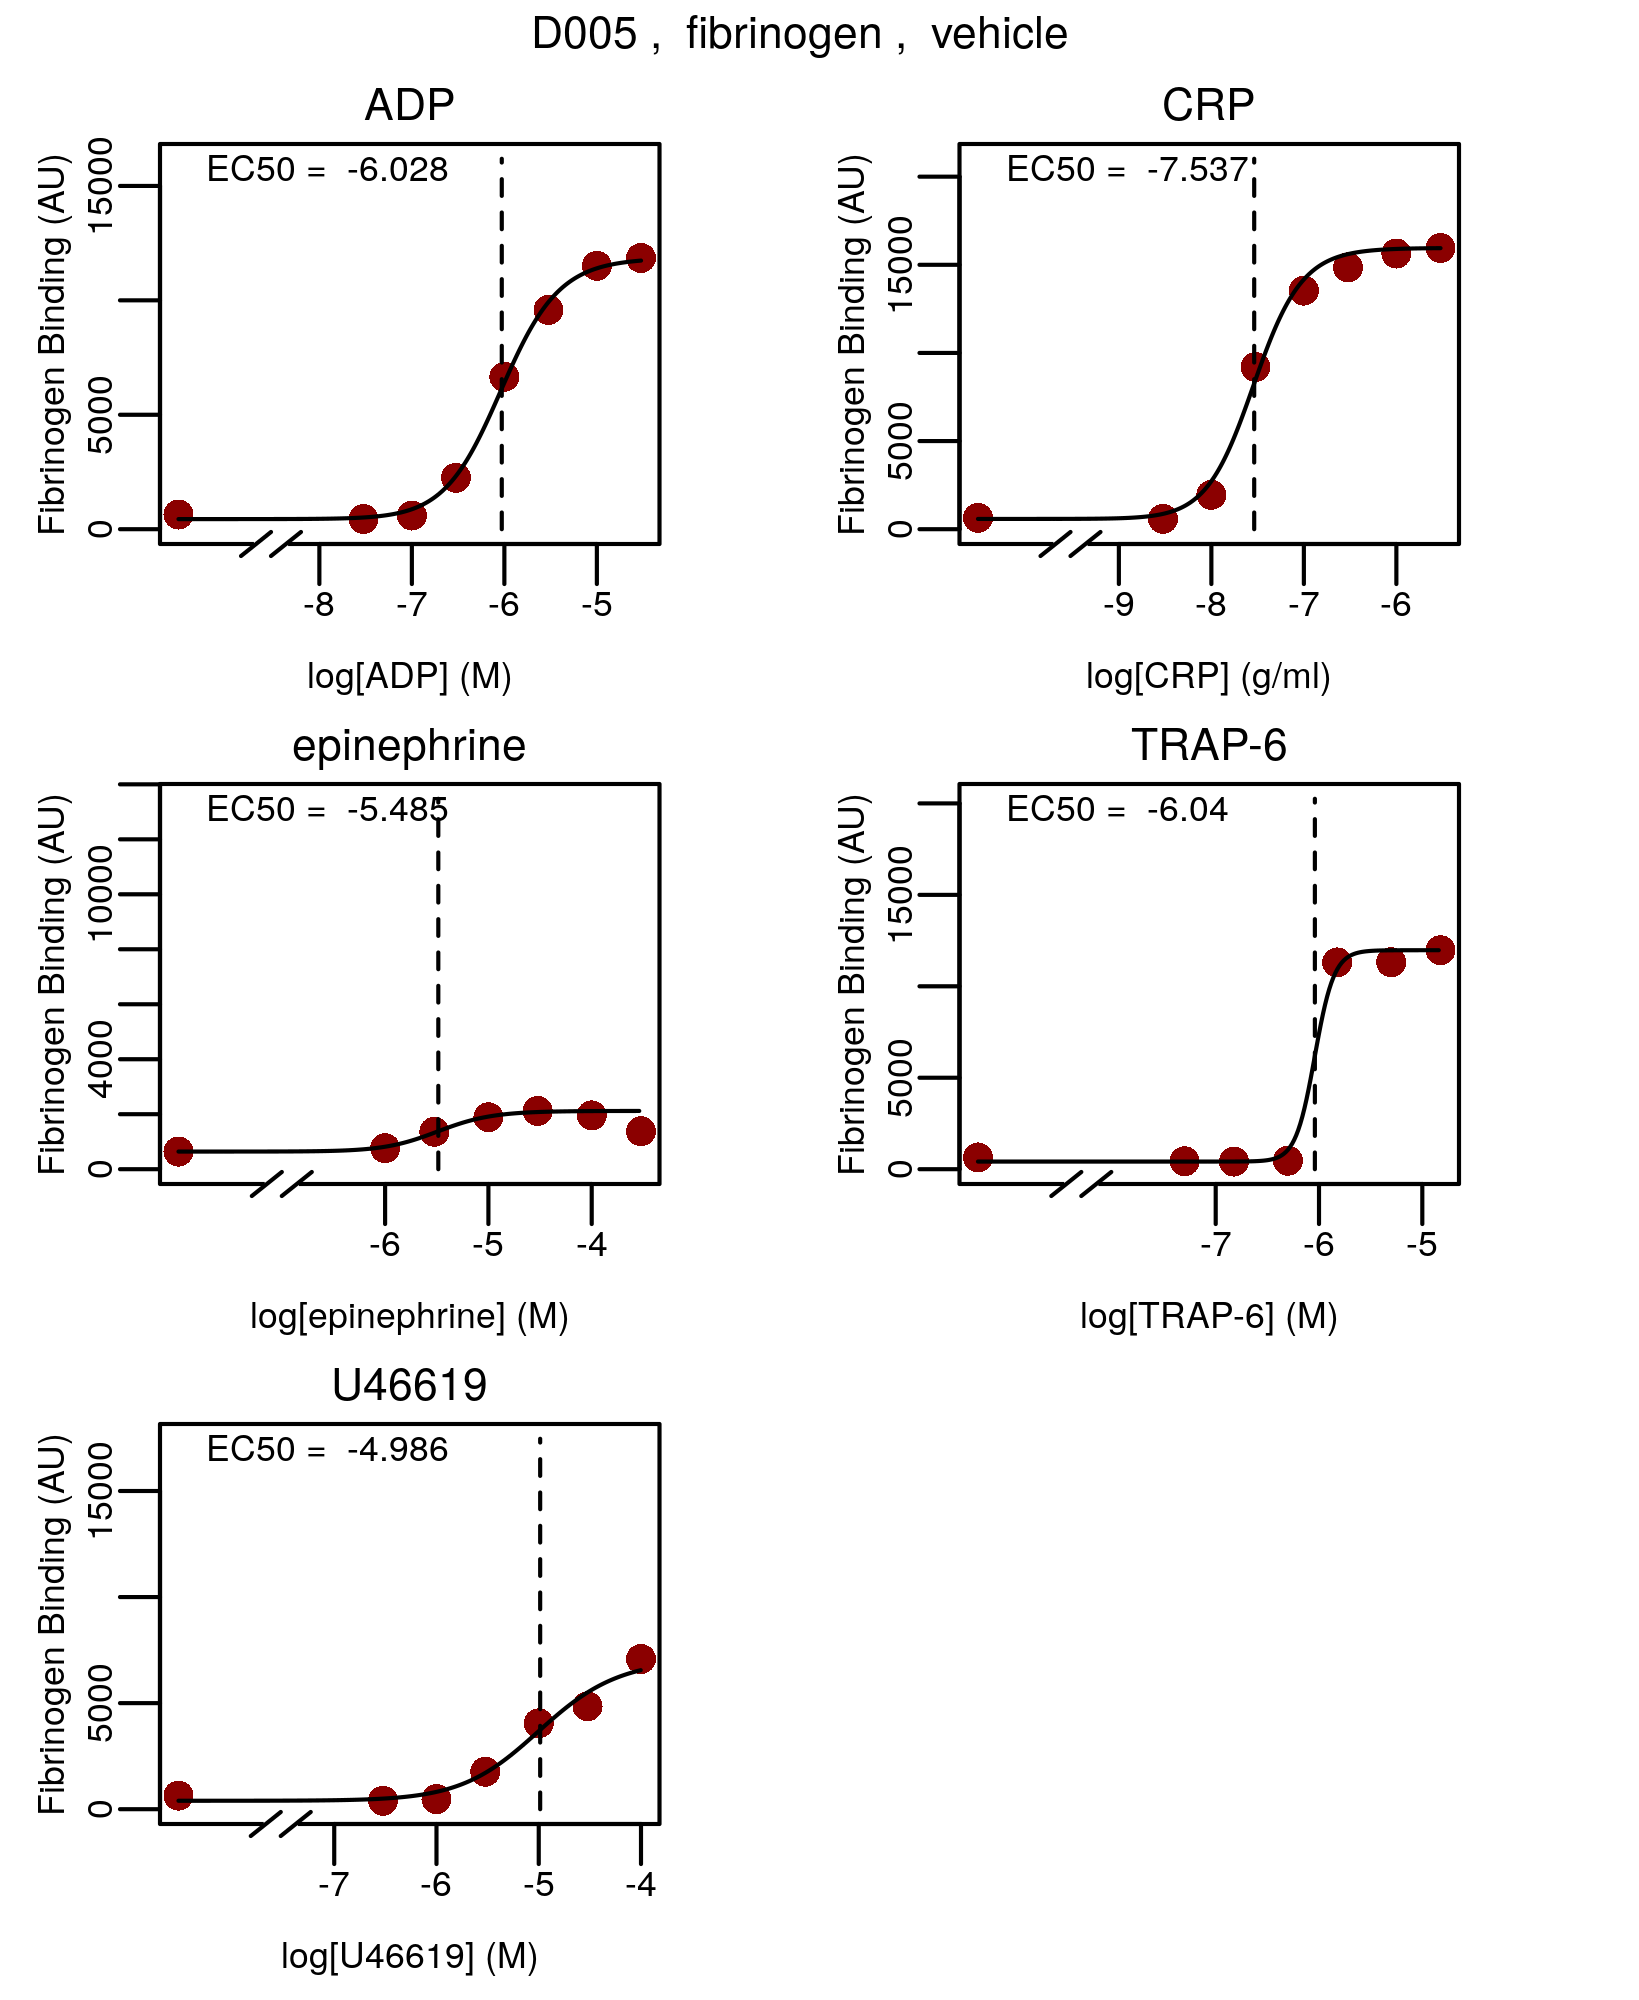 D005 ,  fibrinogen ,  vehicle
ADP
EC50 =  -6.028
Fibrinogen Binding (AU)
0 5000 15000
-8 -7 -6 -5
log[ADP] (M)
CRP
EC50 =  -7.537
Fibrinogen Binding (AU)
0 5000 15000
-9 -8 -7 -6
log[CRP] (g/ml)
epinephrine
EC50 =  -5.485
Fibrinogen Binding (AU)
0 4000 10000
-6 -5 -4
log[epinephrine] (M)
TRAP-6
EC50 =  -6.04
Fibrinogen Binding (AU)
0 5000 15000
-7 -6 -5
log[TRAP-6] (M)
U46619
EC50 =  -4.986
Fibrinogen Binding (AU)
0 5000 15000
-7 -6 -5 -4
log[U46619] (M)